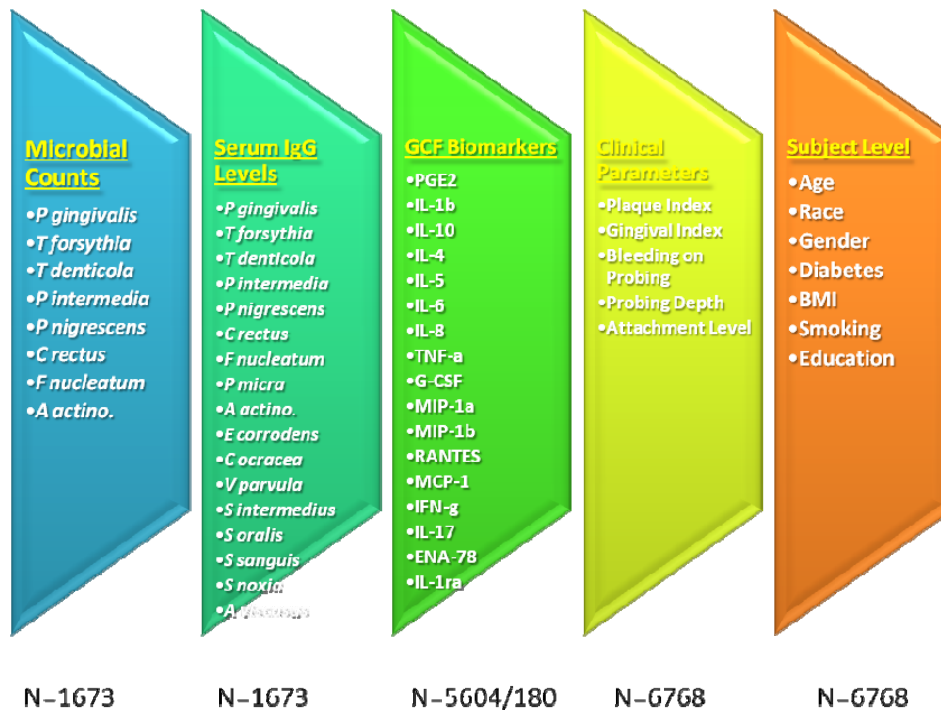 Microbial
Counts
•P gingivalis
•T forsythia
•T denticola
•P intermedia
•P nigrescens
•C rectus
•F nucleatum
•A actino.
Serum IgG
Levels
•P gingivalis
•T forsythia
•T denticola
•P intermedia
•P nigrescens
•C rectus
•F nucleatum
•P micra
•A actino.
•E corrodens
•C ocracea
•V parvula
•S intermedius
•S oralis
•S sanguis
•S noxia
•A
GCF Biomarkers
•PGE2
•IL-1b
•IL-10
•IL-4
•IL-5
•IL-6
•IL-8
•TNF-a
•G-CSF
•MIP-1a
•MIP-1b
•RANTES
•MCP-1
•IFN-g
•IL-17
•ENA-78
•IL-1ra
Clinical
Parameters
•Plaque Index
•Gingival Index
•Bleeding on
Probing
•Probing Depth
•Attachment Level
Subject Level
•Age
•Race
•Gender
•Diabetes
•BMI
•Smoking
•Education
N=1673
N=1673
N=5604/180
N=6768
N=6768